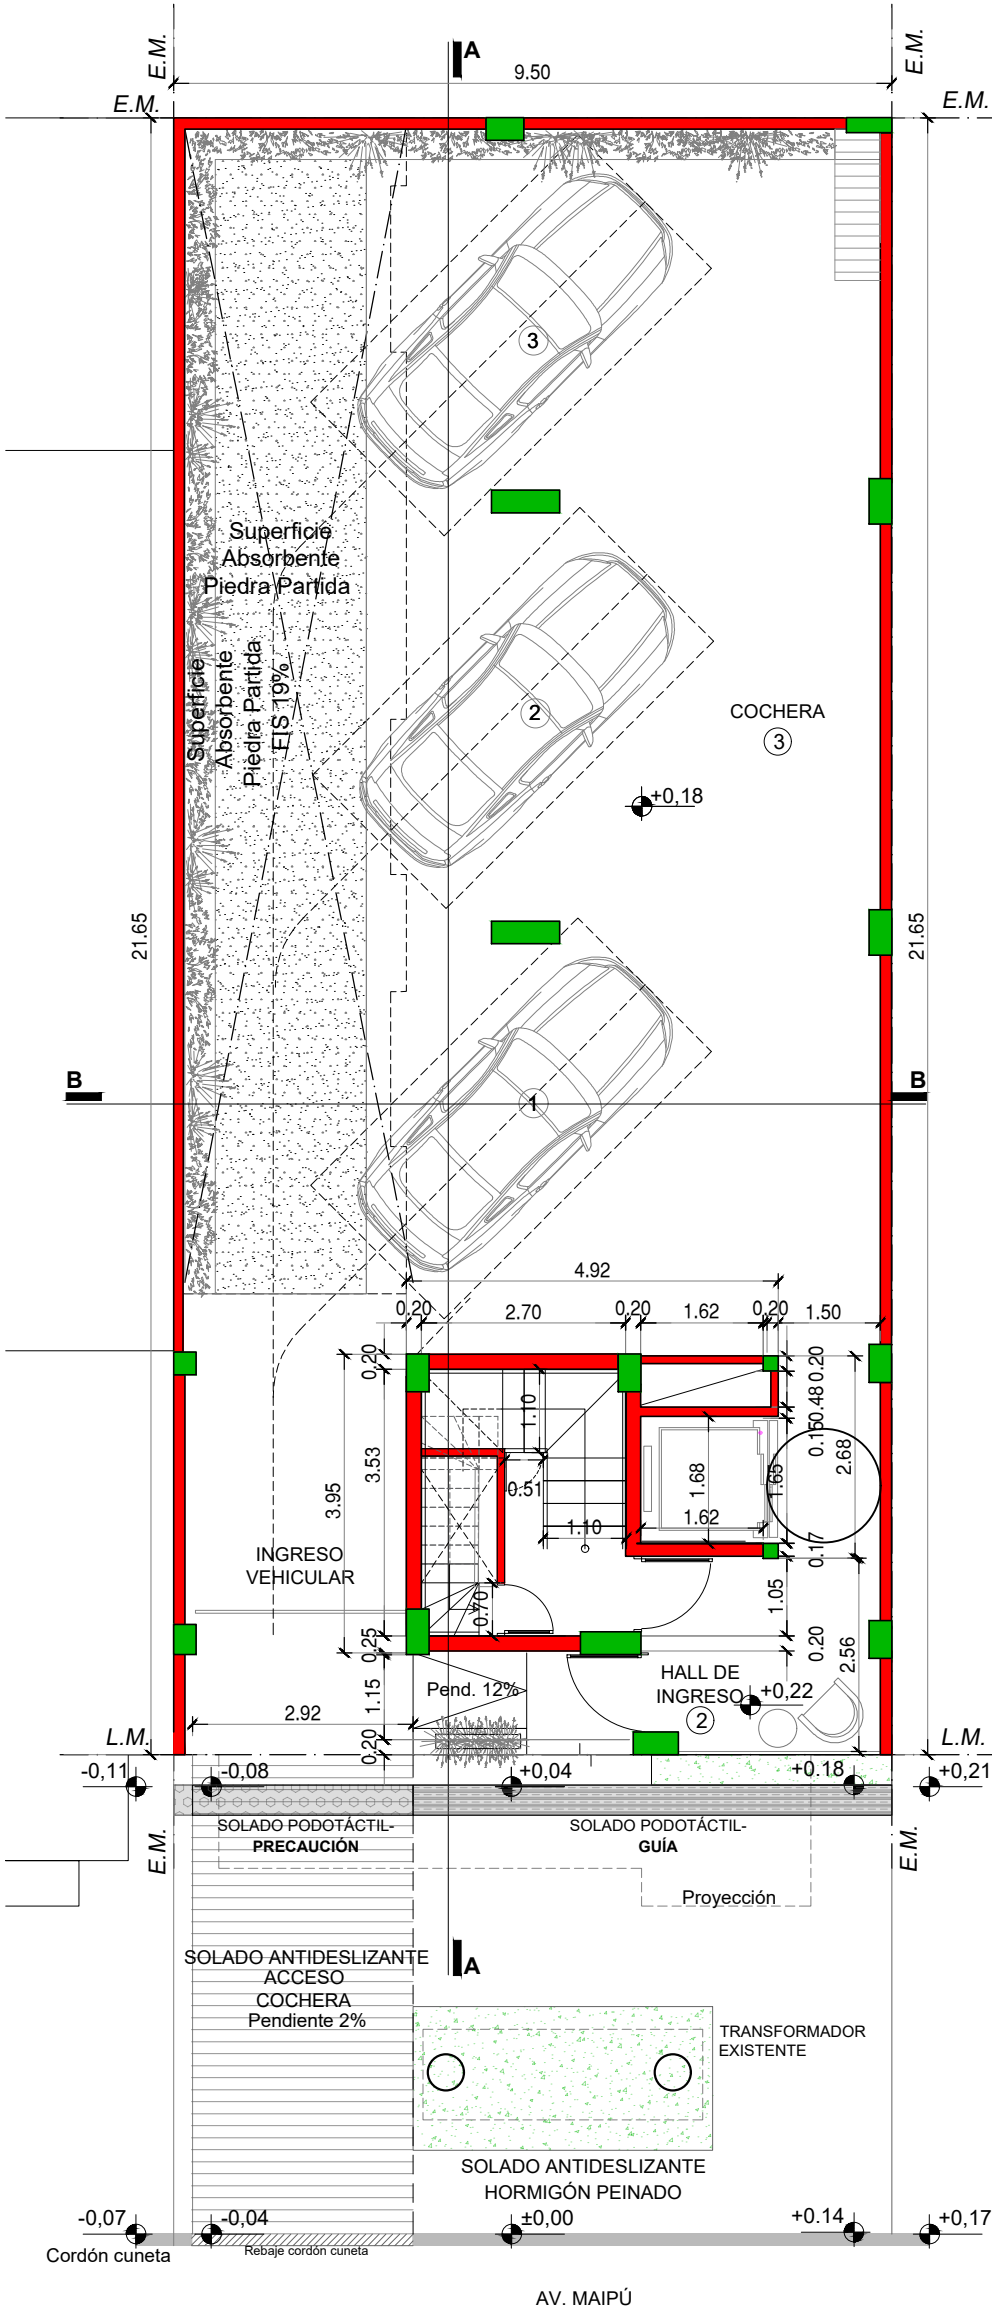 E.M.
E.M.
A
9.50
E.M.
E.M.
3
Superficie
Absorbente
Piedra Partida
Superficie
Absorbente
Piedra Partida
FIS 19%
2
COCHERA
3
+0,18
21.65
21.65
B
B
1
4.92
0.20
2.70
0.20
1.62
0.20
1.50
0.20
0.20
1.10
0.48
0.15
3.53
3.95
0.51
1.68
1.65
2.68
1.62
1.10
0.17
INGRESO
VEHICULAR
0.70
1.05
0.25
0.20
2.56
HALL DE
INGRESO
2
+0,22
Pend. 12%
1.15
2.92
0.20
L.M.
L.M.
-0,11
-0,08
+0,04
+0.18
+0,21
SOLADO PODOTÁCTIL-
PRECAUCIÓN
SOLADO PODOTÁCTIL-
GUÍA
E.M.
E.M.
Proyección
A
SOLADO ANTIDESLIZANTE
ACCESO
COCHERA
Pendiente 2%
TRANSFORMADOR
EXISTENTE
SOLADO ANTIDESLIZANTE
HORMIGÓN PEINADO
-0,07
-0,04
±0,00
+0.14
+0,17
Cordón cuneta
Rebaje cordón cuneta
AV. MAIPÚ